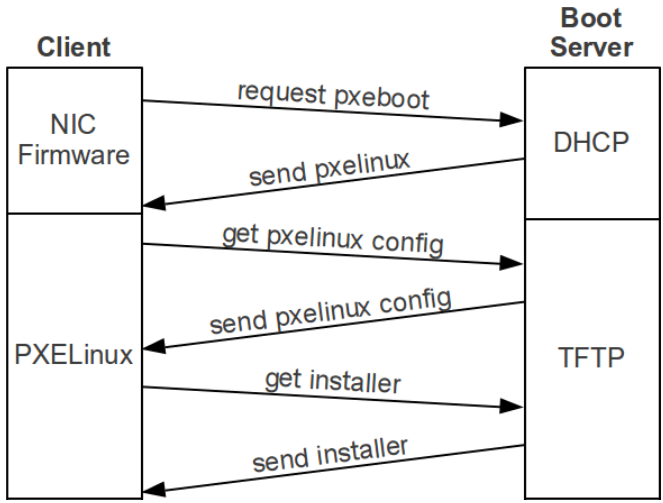 Client
Boot
Server
NIC
Firmware
request pxeboot
DHCP
send pxelinux
get pxelinux config
send pxelinux config
PXELinux
TFTP
get installer
send installer